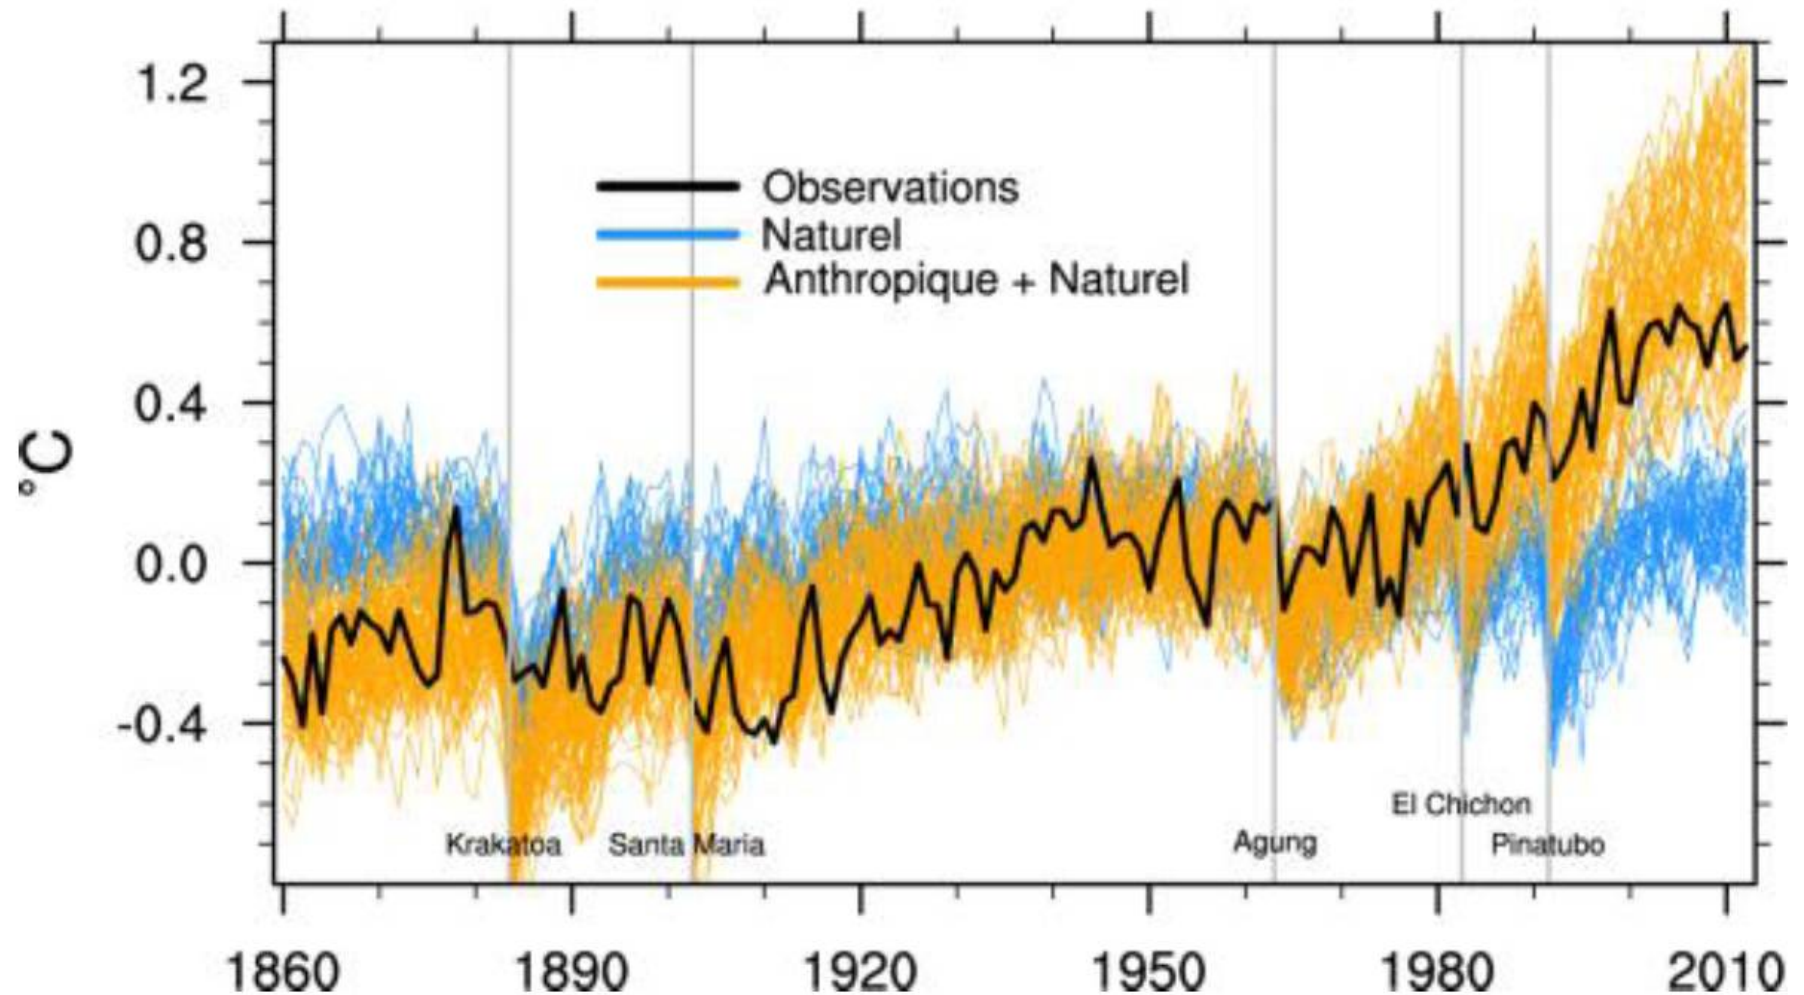 1.2
0.8
0.4
0.0
-0.4
°C
Observations
Naturel
Anthropique + Naturel
El Chichon
Krakatoa Santa Maria Agung Pinatubo
1860 1890 1920 1950 1980 2010